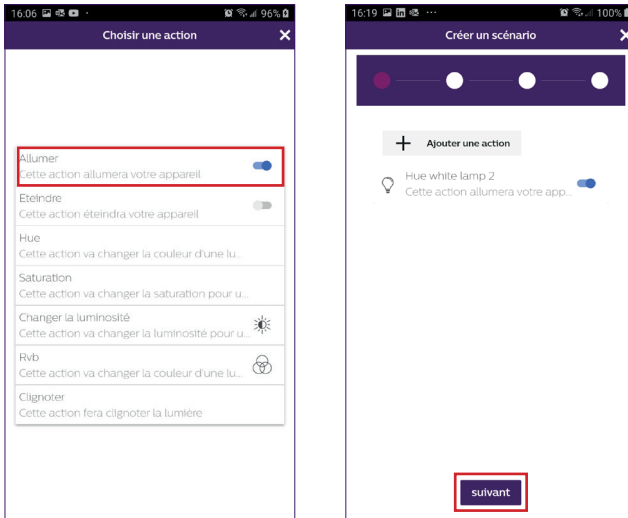 16:06 96%
Choisir une action
Allumer
Cette action allumera votre appareil
Eteindre
Cette action éteindra votre appareil
Hue
Cette action va changer la couleur d'une lu...
Saturation
Cette action va changer la saturation pour u...
Changer la luminosité
Cette action va changer la luminosité pour u...
Rvb
Cette action va changer la couleur d'une lu...
Clignoter
Cette action fera clignoter la lumière
16:19 100%
Créer un scénario
Ajouter une action
Hue white lamp 2
Cette action allumera votre app...
suivant